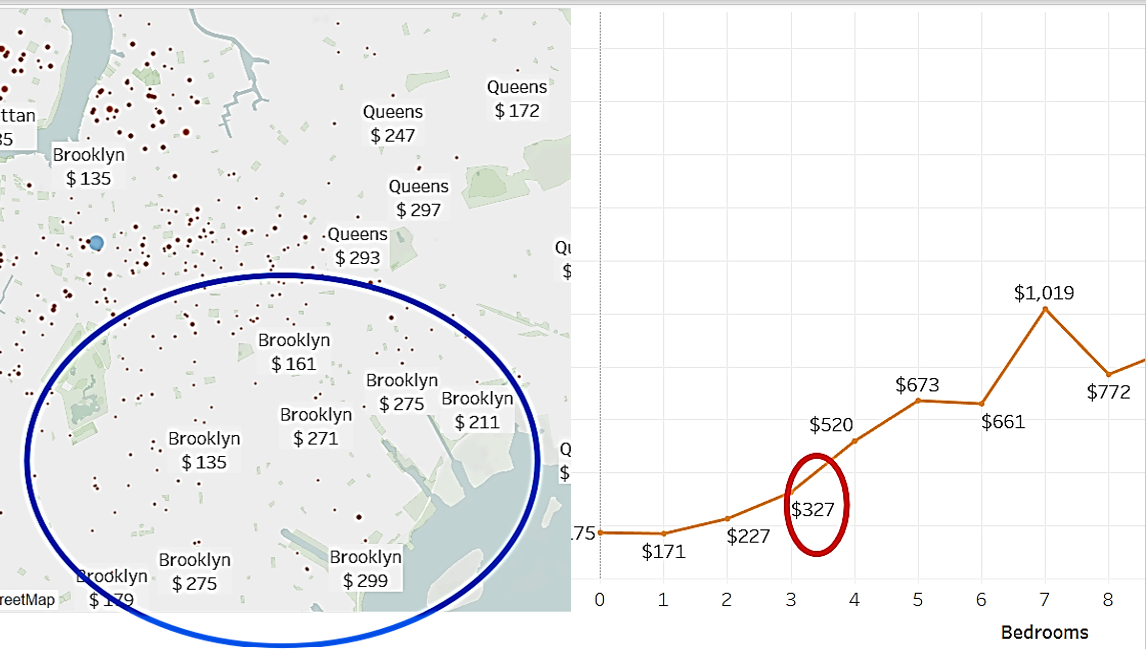 Queens
$ 172
Queens
$ 247
ttan
35
Brooklyn
$ 135
Queens
$ 297
Queens
$ 293
Qu
$
Brooklyn
$ 161
Brooklyn
$ 275
Brooklyn
$ 211
Brooklyn
$ 271
Brooklyn
$ 135
Q
$
Brooklyn
$ 275
Brooklyn
$ 299
Brooklyn
$ 179
reetMap
$1,019
$772
$673
$661
$520
$327
$227
$171
75
0 1 2 3 4 5 6 7 8
Bedrooms